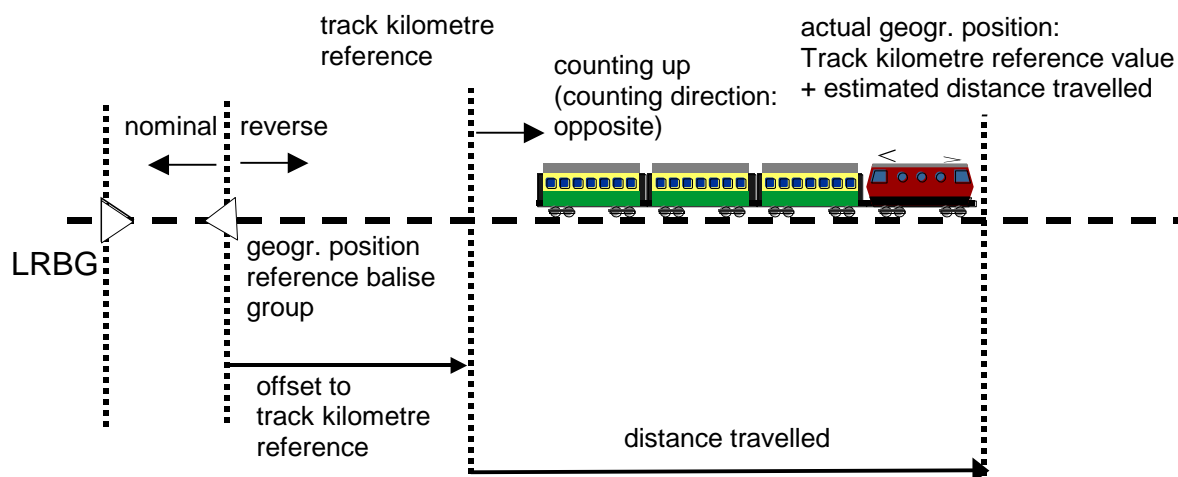 track kilometre
reference
actual geogr. position:
Track kilometre reference value
+ estimated distance travelled
counting up
(counting direction:
opposite)
nominal
reverse
LRBG
geogr. position
reference balise
group
offset to
track kilometre
reference
distance travelled